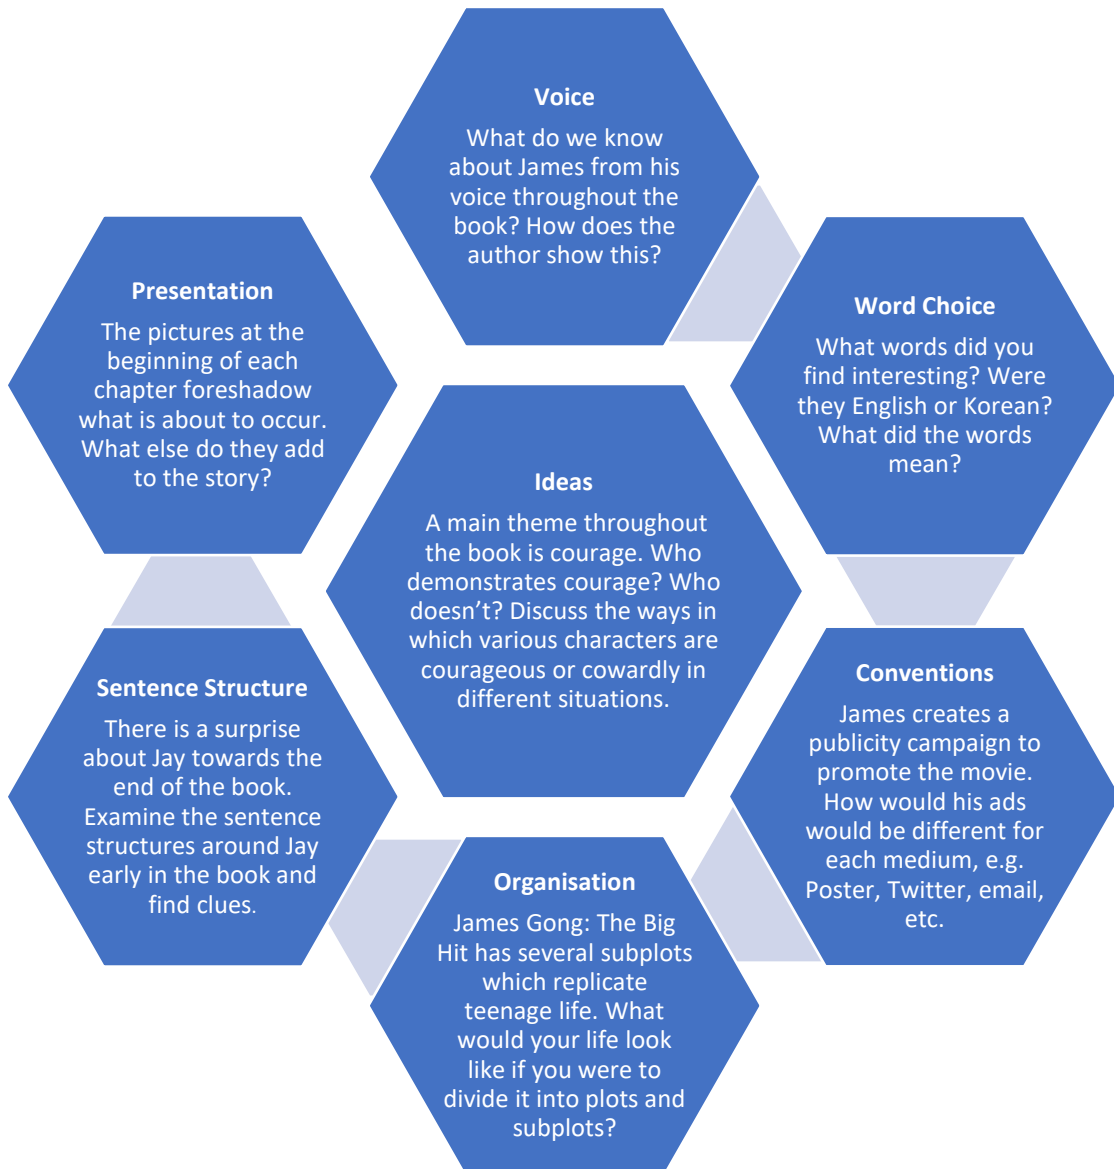 Voice
What do we know
about James from his
voice throughout the
book? How does the
author show this?
Word Choice
What words did you
find interesting? Were
they English or Korean?
What did the words
mean?
Conventions
James creates a
publicity campaign to
promote the movie.
How would his ads
would be different for
each medium, e.g.
Poster, Twitter, email,
etc.
Organisation
James Gong: The Big
Hit has several subplots
which replicate
teenage life. What
would your life look
like if you were to
divide it into plots and
subplots?
Sentence Structure
There is a surprise
about Jay towards the
end of the book.
Examine the sentence
structures around Jay
early in the book and
find clues.
Presentation
The pictures at the
beginning of each
chapter foreshadow
what is about to occur.
What else do they add
to the story?
Ideas
A main theme throughout
the book is courage. Who
demonstrates courage? Who
doesn’t? Discuss the ways in
which various characters are
courageous or cowardly in
different situations.